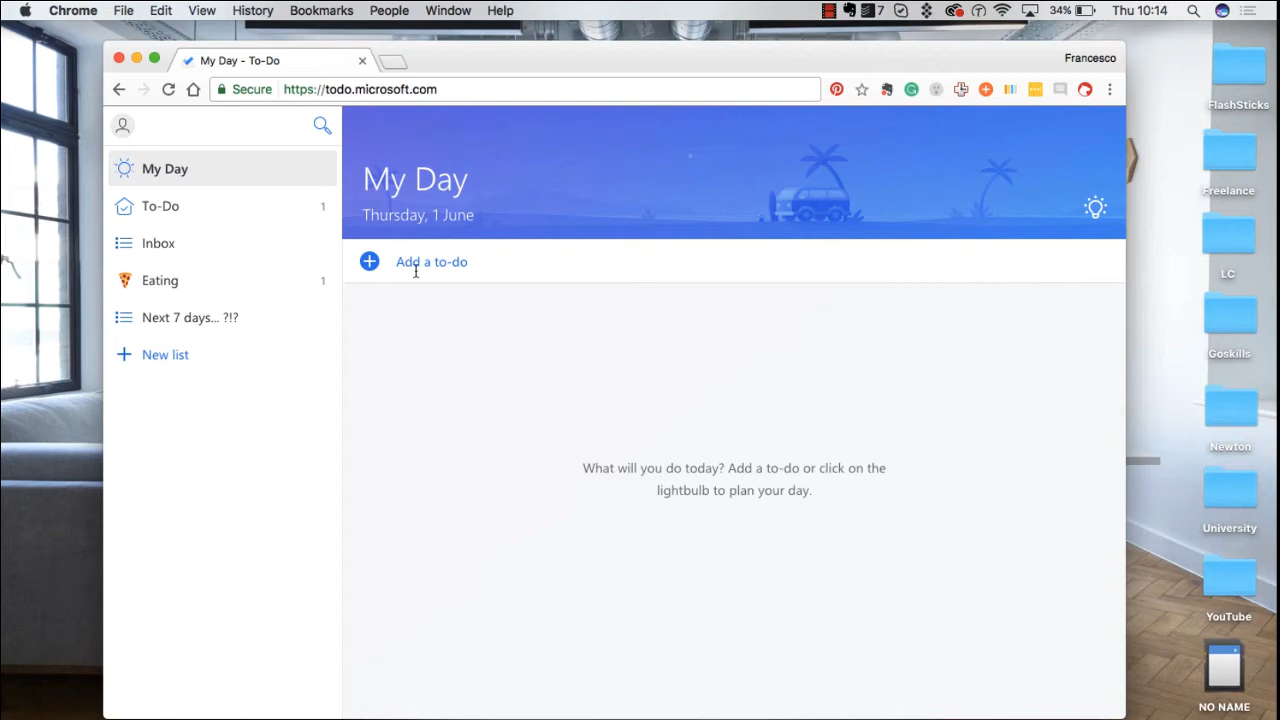 Chrome File Edit View History Bookmarks People Window Help 7 34% Thu 10:14
My Day - To-Do
Francesco
Secure https://todo.microsoft.com
My Day
To-Do 1
Inbox
Eating 1
Next 7 days... ?!?
New list
My Day
Thursday, 1 June
Add a to-do
What will you do today? Add a to-do or click on the
lightbulb to plan your day.
FlashSticks
Freelance
LC
Goskills
Newton
University
YouTube
NO NAME